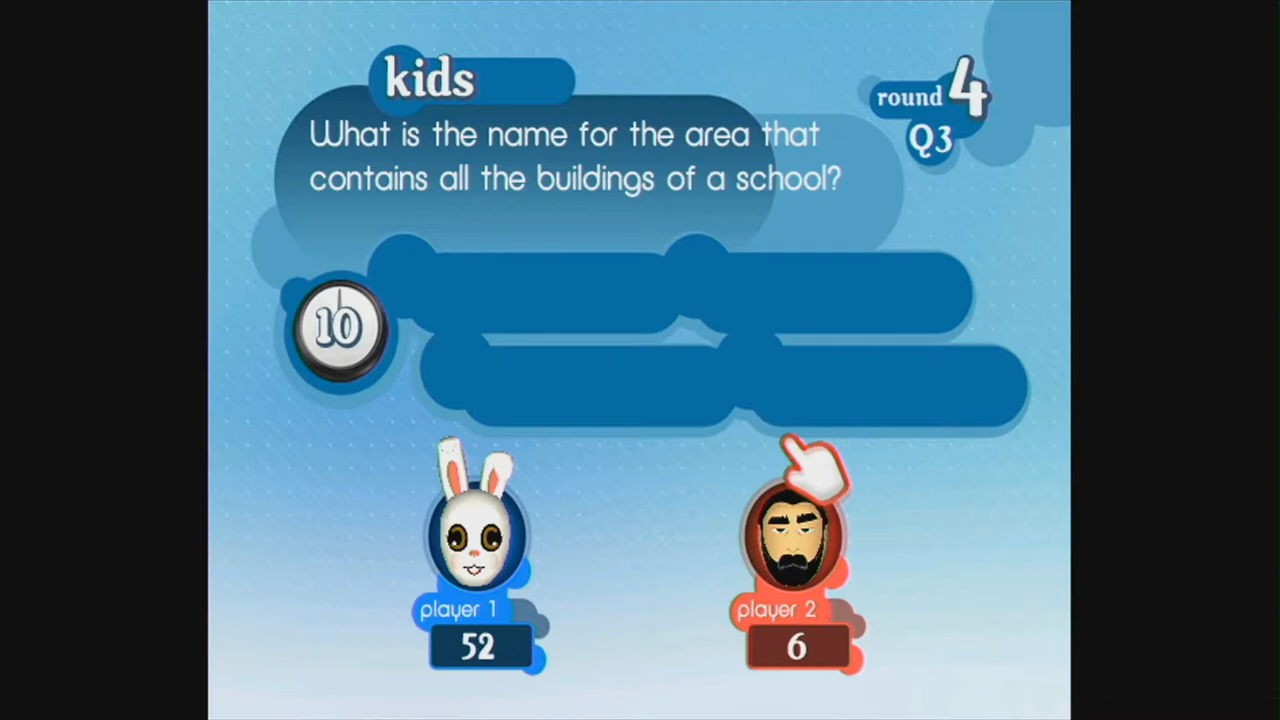 kids
round 4
Q3
What is the name for the area that
contains all the buildings of a school?
10
player 1
52
player 2
6